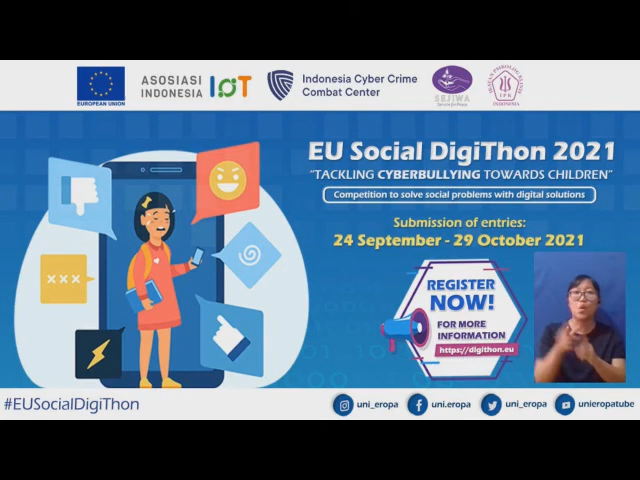 EUROPEAN UNION
ASOSIASI
INDONESIA
IoT
Indonesia Cyber Crime
Combat Center
SEJIWA
IPK
INDONESIA
EU Social DigiThon 2021
"TACKLING CYBERBULLYING TOWARDS CHILDREN"
Competition to solve social problems with digital solutions
Submission of entries:
24 September - 29 October 2021
xxx
REGISTER
NOW!
FOR MORE
INFORMATION
https://digithon.eu
#EUSocialDigiThon
uni_eropa
uni.eropa
uni_eropa
unieropatube